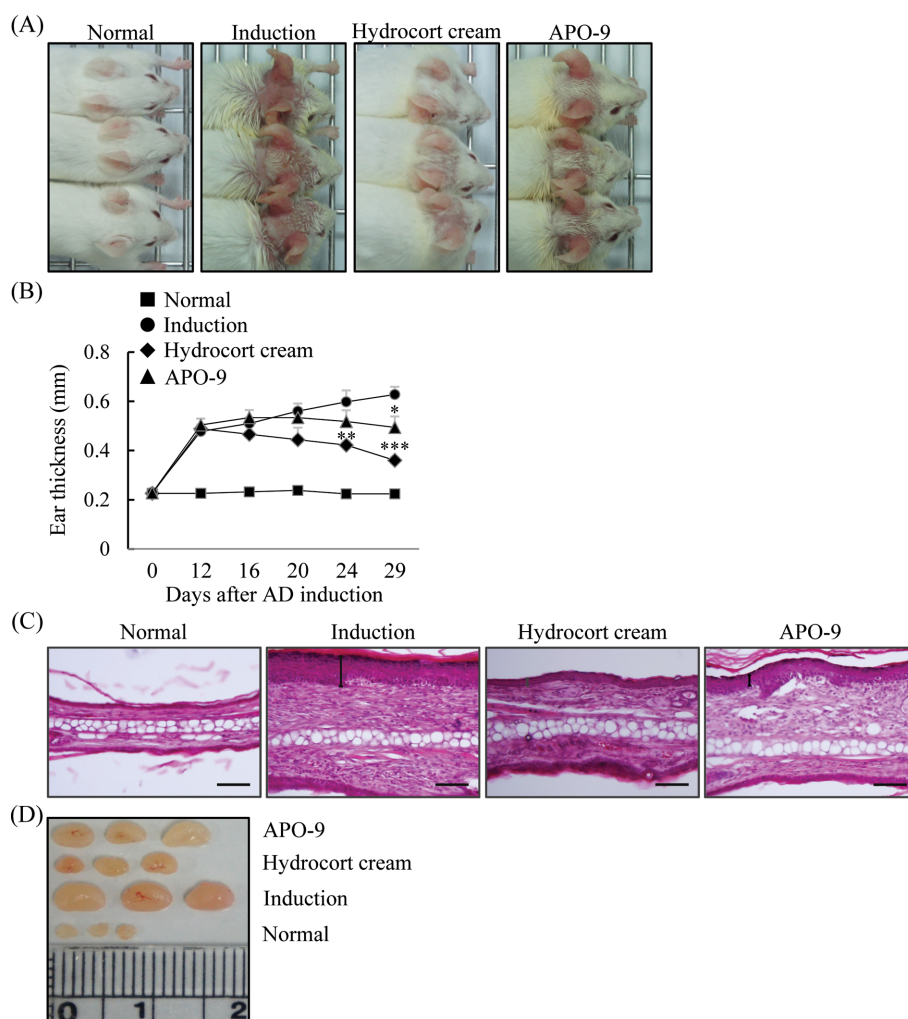 (A)
Normal Induction Hydrocort cream APO-9
(B)
Normal
Induction
Hydrocort cream
APO-9
Ear thickness (mm)
0.8
0.6
0.4
0.2
0
*
**
***
0 12 16 20 24 29
Days after AD induction
(C)
Normal Induction Hydrocort cream APO-9
(D)
APO-9
Hydrocort cream
Induction
Normal
0 1 2